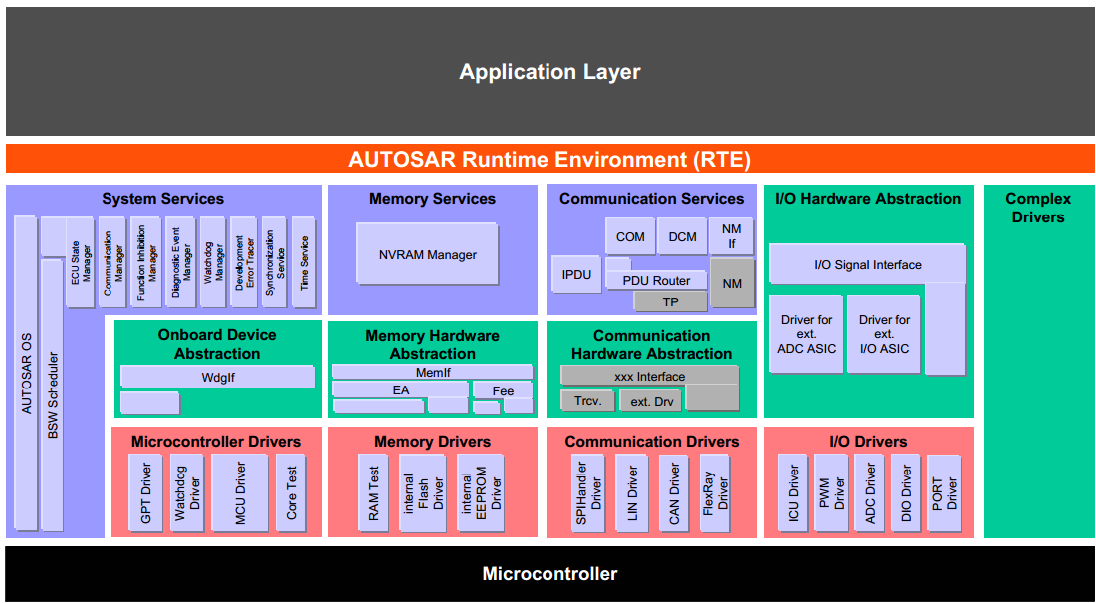 Application Layer
AUTOSAR Runtime Environment (RTE)
System Services
AUTOSAR OS
BSW Scheduler
ECU State
Manager
Communication
Manager
Function Inhibition
Manager
Diagnostic Event
Manager
Watchdog
Manager
Development
Error Tracer
Synchronization
Service
Time Service
Memory Services
NVRAM Manager
Communication Services
IPDU
COM
DCM
NM
If
PDU Router
TP
NM
I/O Hardware Abstraction
I/O Signal Interface
Driver for
ext.
ADC ASIC
Driver for
ext.
I/O ASIC
Complex
Drivers
Onboard Device
Abstraction
WdgIf
Memory Hardware
Abstraction
MemIf
EA
Fee
Communication
Hardware Abstraction
xxx Interface
Trcv.
ext. Drv
Microcontroller Drivers
GPT Driver
Watchdog
Driver
MCU Driver
Core Test
Memory Drivers
RAM Test
internal
Flash
Driver
internal
EEPROM
Driver
Communication Drivers
SPIHandler
Driver
LIN Driver
CAN Driver
FlexRay
Driver
I/O Drivers
ICU Driver
PWM
Driver
ADC Driver
DIO Driver
PORT
Driver
Microcontroller